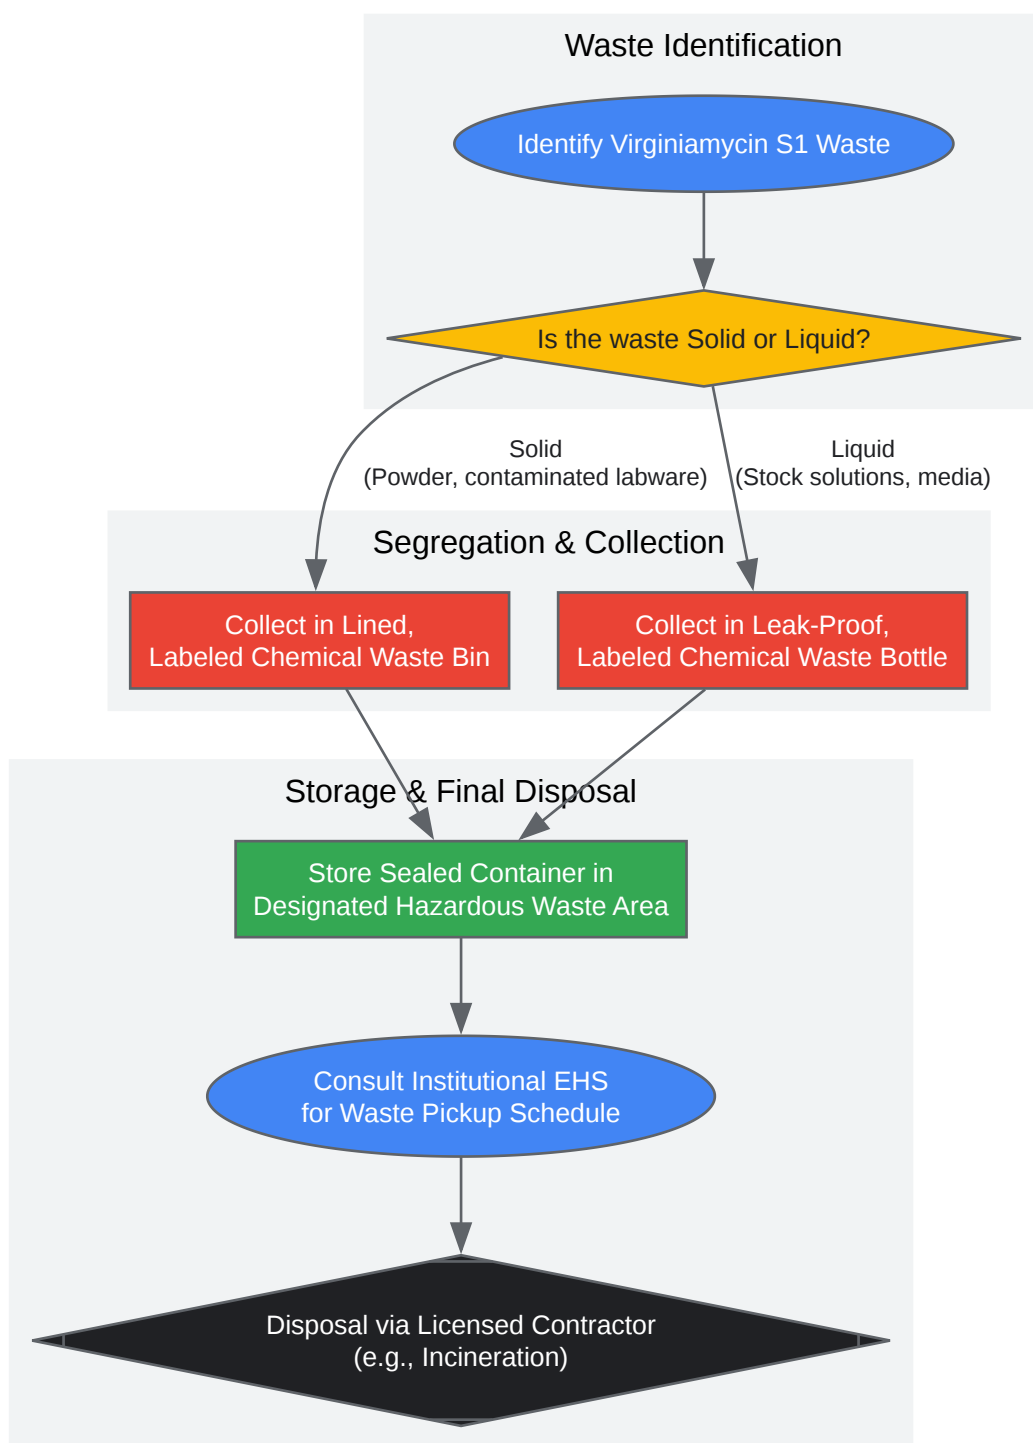 Waste Identification
Identify Virginiamycin S1 Waste
Is the waste Solid or Liquid?
Solid
(Powder, contaminated labware)
Liquid
(Stock solutions, media)
Segregation & Collection
Collect in Lined,
Labeled Chemical Waste Bin
Collect in Leak-Proof,
Labeled Chemical Waste Bottle
Storage & Final Disposal
Store Sealed Container in
Designated Hazardous Waste Area
Consult Institutional EHS
for Waste Pickup Schedule
Disposal via Licensed Contractor
(e.g., Incineration)